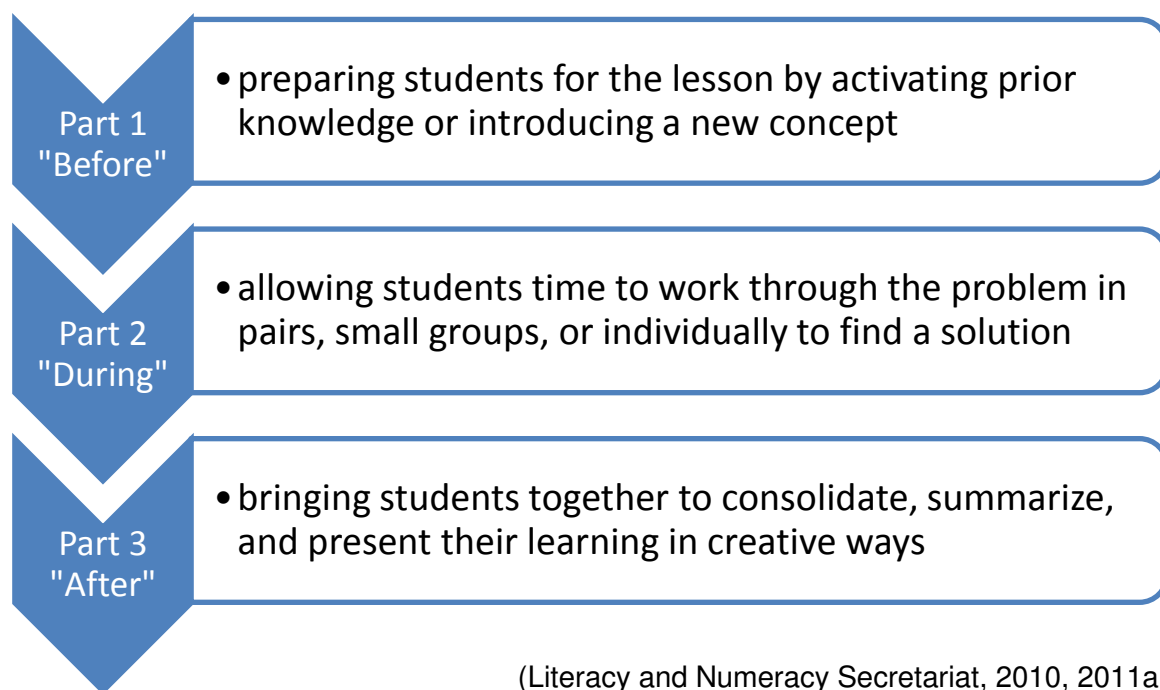 Part 1
"Before"
•preparing students for the lesson by activating prior
knowledge or introducing a new concept
Part 2
"During"
•allowing students time to work through the problem in
pairs, small groups, or individually to find a solution
Part 3
"After"
•bringing students together to consolidate, summarize,
and present their learning in creative ways
(Literacy and Numeracy Secretariat, 2010, 2011a